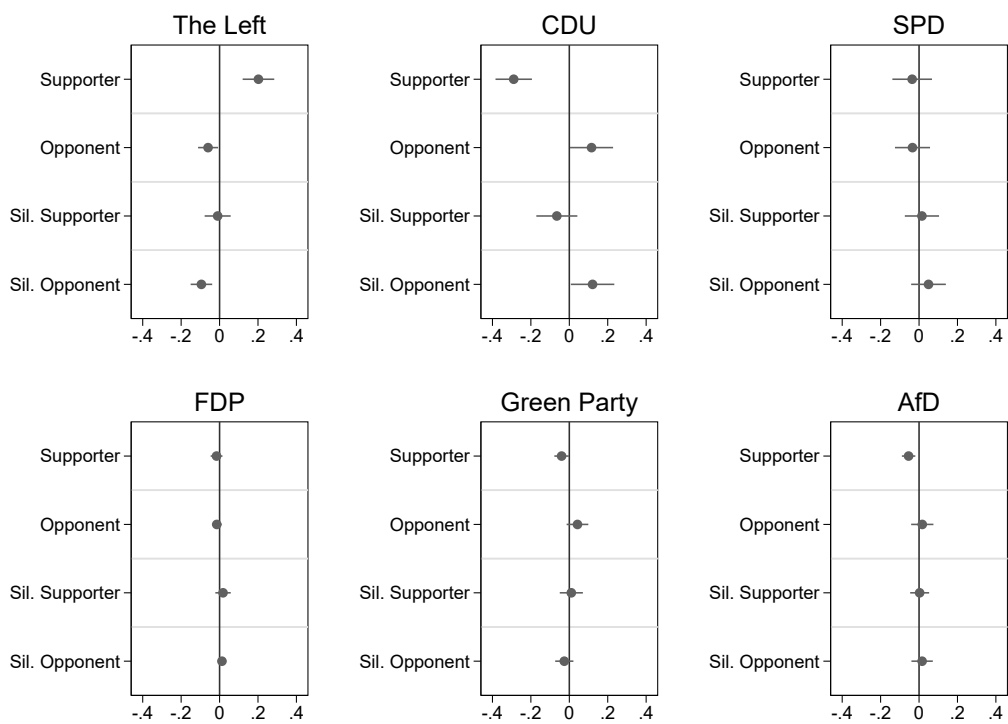 The Left
CDU
SPD
Supporter
Opponent
Sil. Supporter
Sil. Opponent
-.4 -.2 0 .2 .4
Supporter
Opponent
Sil. Supporter
Sil. Opponent
-.4 -.2 0 .2 .4
Supporter
Opponent
Sil. Supporter
Sil. Opponent
-.4 -.2 0 .2 .4
FDP
Green Party
AfD
Supporter
Opponent
Sil. Supporter
Sil. Opponent
-.4 -.2 0 .2 .4
Supporter
Opponent
Sil. Supporter
Sil. Opponent
-.4 -.2 0 .2 .4
Supporter
Opponent
Sil. Supporter
Sil. Opponent
-.4 -.2 0 .2 .4